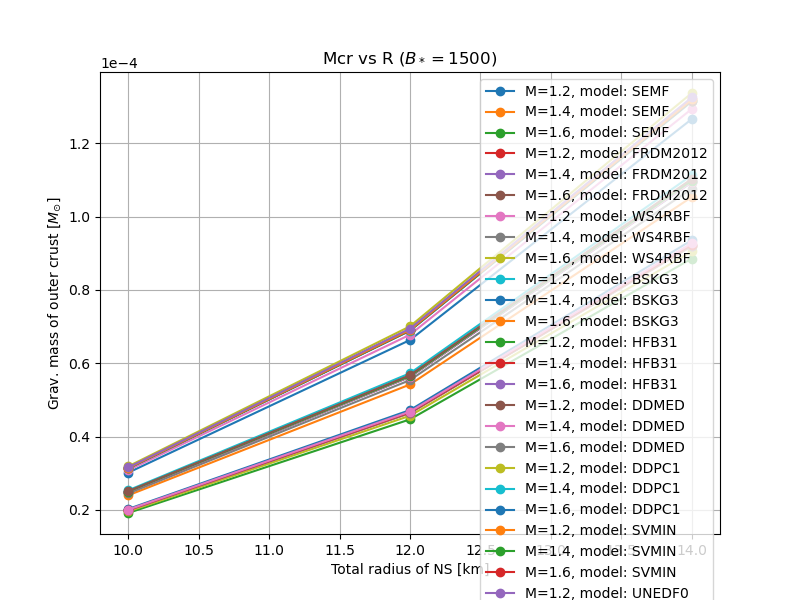 Mcr vs R (B* = 1500)
1e−4
M=1.2, model: SEMF
M=1.4, model: SEMF
M=1.6, model: SEMF
M=1.2, model: FRDM2012
M=1.4, model: FRDM2012
M=1.6, model: FRDM2012
M=1.2, model: WS4RBF
M=1.4, model: WS4RBF
M=1.6, model: WS4RBF
M=1.2, model: BSKG3
M=1.4, model: BSKG3
M=1.6, model: BSKG3
M=1.2, model: HFB31
M=1.4, model: HFB31
M=1.6, model: HFB31
M=1.2, model: DDMED
M=1.4, model: DDMED
M=1.6, model: DDMED
M=1.2, model: DDPC1
M=1.4, model: DDPC1
M=1.6, model: DDPC1
M=1.2, model: SVMIN
M=1.4, model: SVMIN
M=1.6, model: SVMIN
M=1.2, model: UNEDF0
1.2
1.0
0.8
0.6
0.4
0.2
Grav. mass of outer crust [M☉]
10.0 10.5 11.0 11.5 12.0 12.5 14.0
Total radius of NS [km]